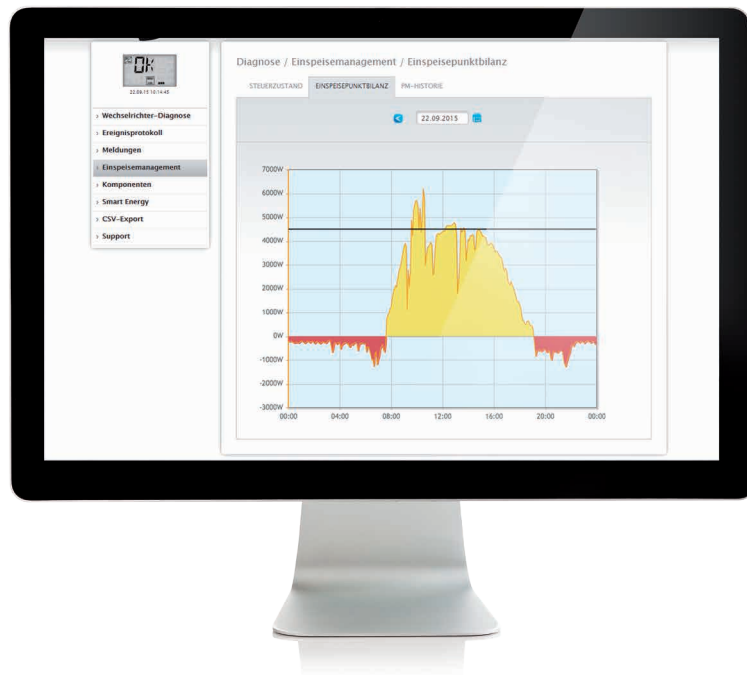 OK
22.09.15 10:14:45
› Wechselrichter-Diagnose
› Ereignisprotokoll
› Meldungen
› Einspeisemanagement
› Komponenten
› Smart Energy
› CSV-Export
› Support
Diagnose / Einspeisemanagement / Einspeisepunktbilanz
STEUERZUSTAND EINSPEISEPUNKTBILANZ PM-HISTORIE
22.09.2015
7000W
6000W
5000W
4000W
3000W
2000W
1000W
0W
-1000W
-2000W
-3000W
00:00 04:00 08:00 12:00 16:00 20:00 00:00